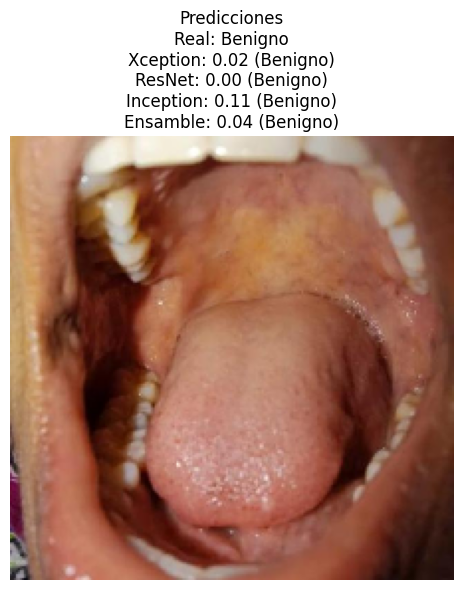 Predicciones
Real: Benigno
Xception: 0.02 (Benigno)
ResNet: 0.00 (Benigno)
Inception: 0.11 (Benigno)
Ensamble: 0.04 (Benigno)